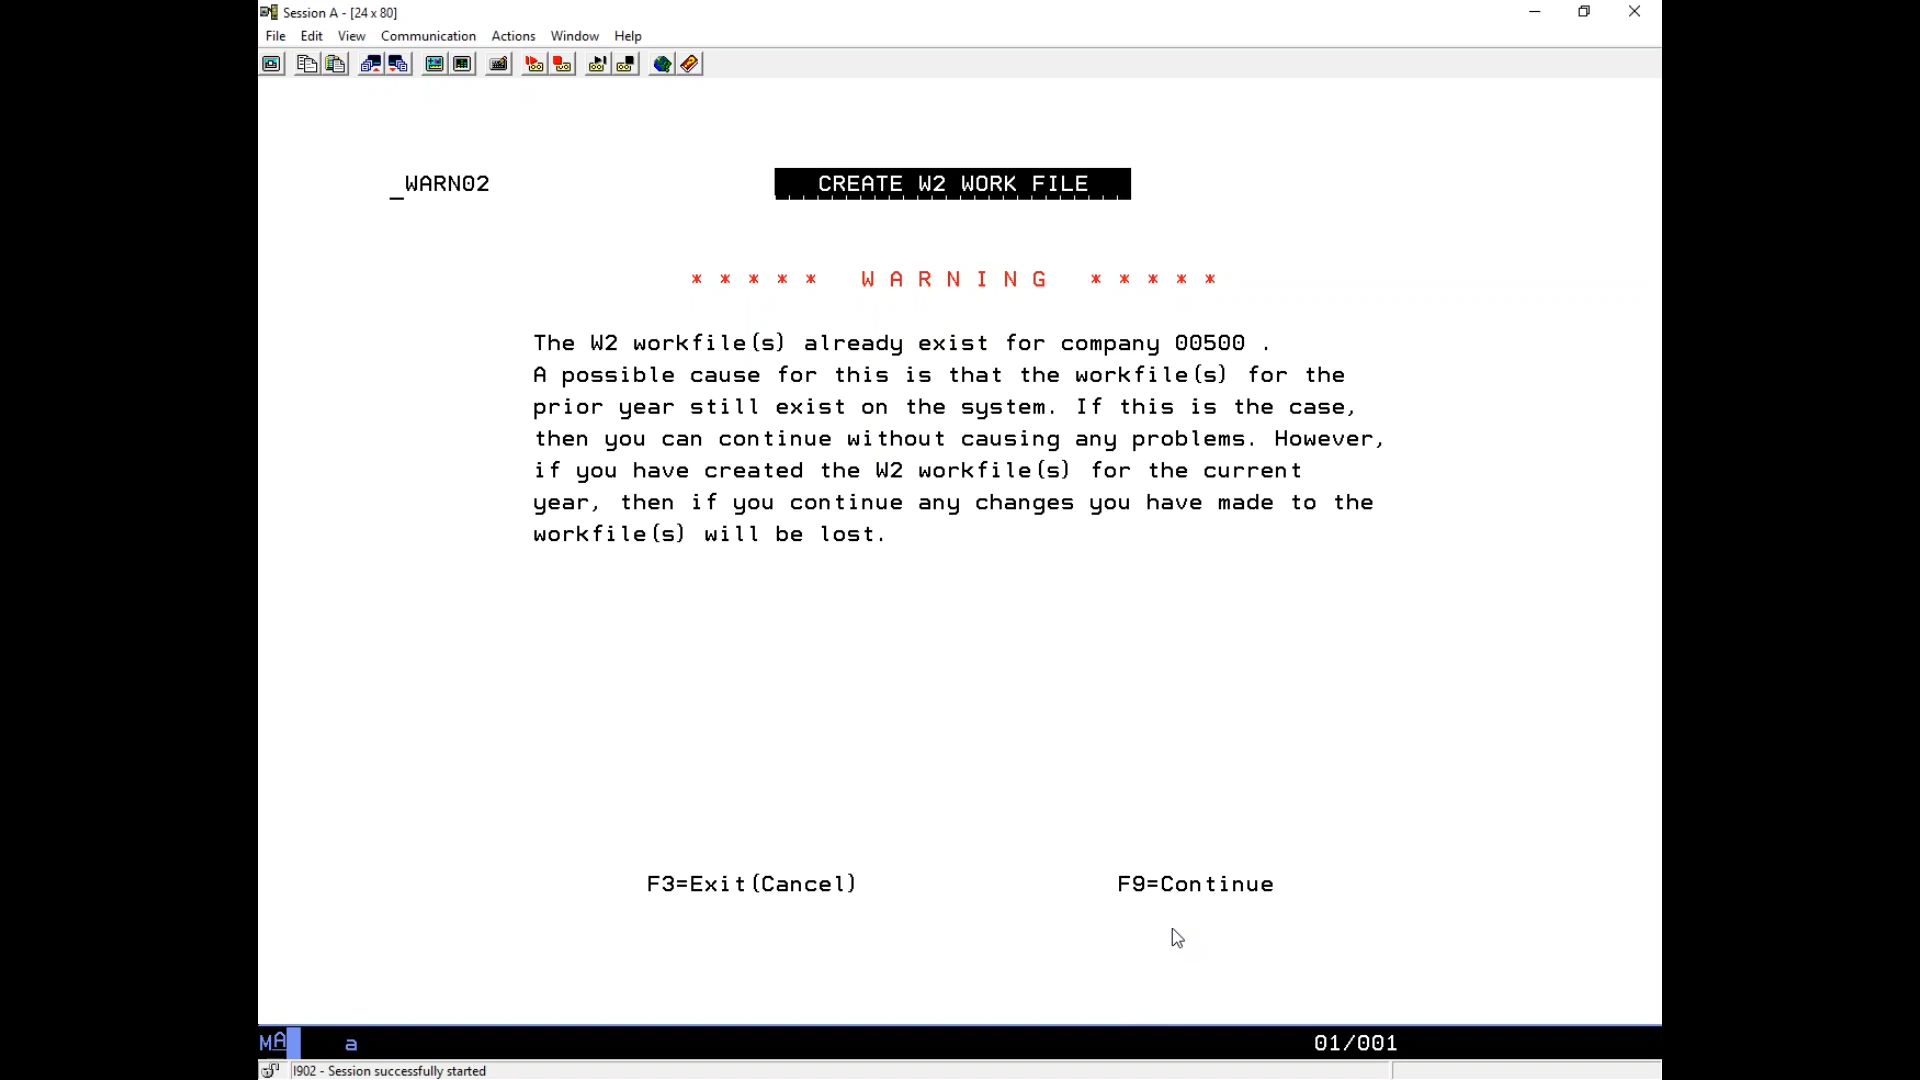 Session A - [24 x 80]
File Edit View Communication Actions Window Help
_WARN02 CREATE W2 WORK FILE
* * * * * W A R N I N G * * * * *
The W2 workfile(s) already exist for company 00500 .
A possible cause for this is that the workfile(s) for the
prior year still exist on the system. If this is the case,
then you can continue without causing any problems. However,
if you have created the W2 workfile(s) for the current
year, then if you continue any changes you have made to the
workfile(s) will be lost.
F3=Exit(Cancel) F9=Continue
MA a 01/001
I902 - Session successfully started